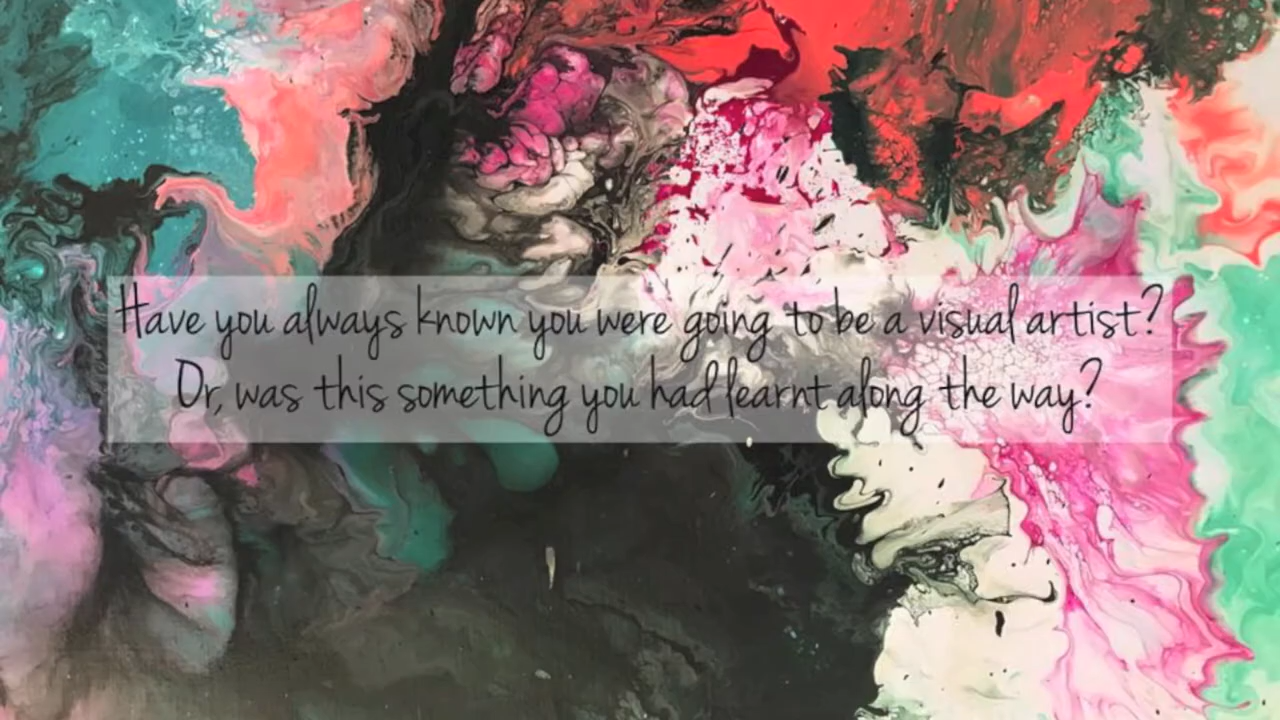 Have you always known you were going to be a visual artist?
Or, was this something you had learnt along the way?